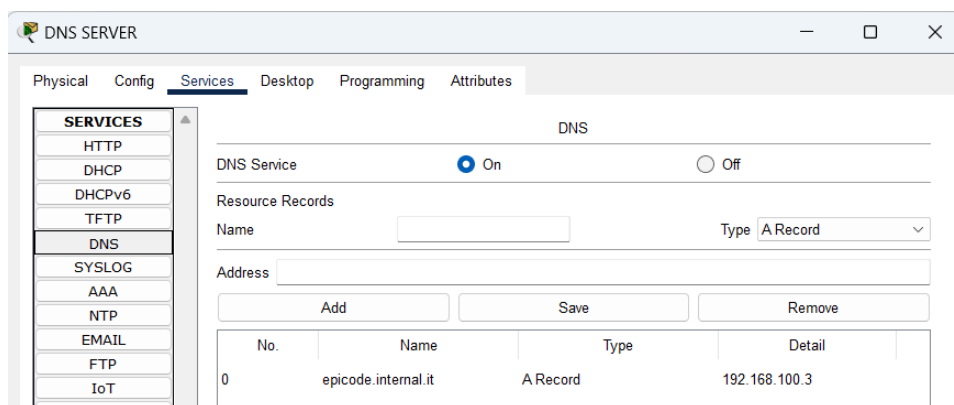 DNS SERVER
Physical Config Services Desktop Programming Attributes
SERVICES
HTTP
DHCP
DHCPv6
TFTP
DNS
SYSLOG
AAA
NTP
EMAIL
FTP
IoT
DNS
DNS Service On Off
Resource Records
Name Type A Record
Address
Add Save Remove
No. Name Type Detail
0 epicode.internal.it A Record 192.168.100.3